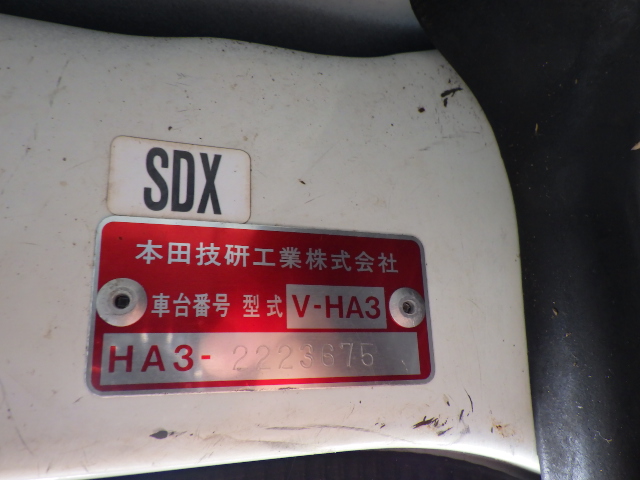 SDX
本田技研工業株式会社
車台番号 型式 V-HA3
HA3- 2223675